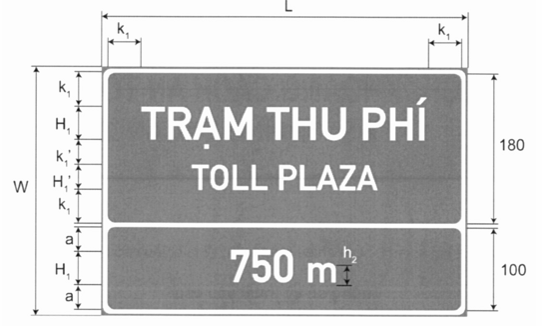 L
k₁ k₁
k₁
H₁
k₁'
H₁'
k₁
a
H₁
a
W
TRẠM THU PHÍ
TOLL PLAZA
750 m
h₂
180
100